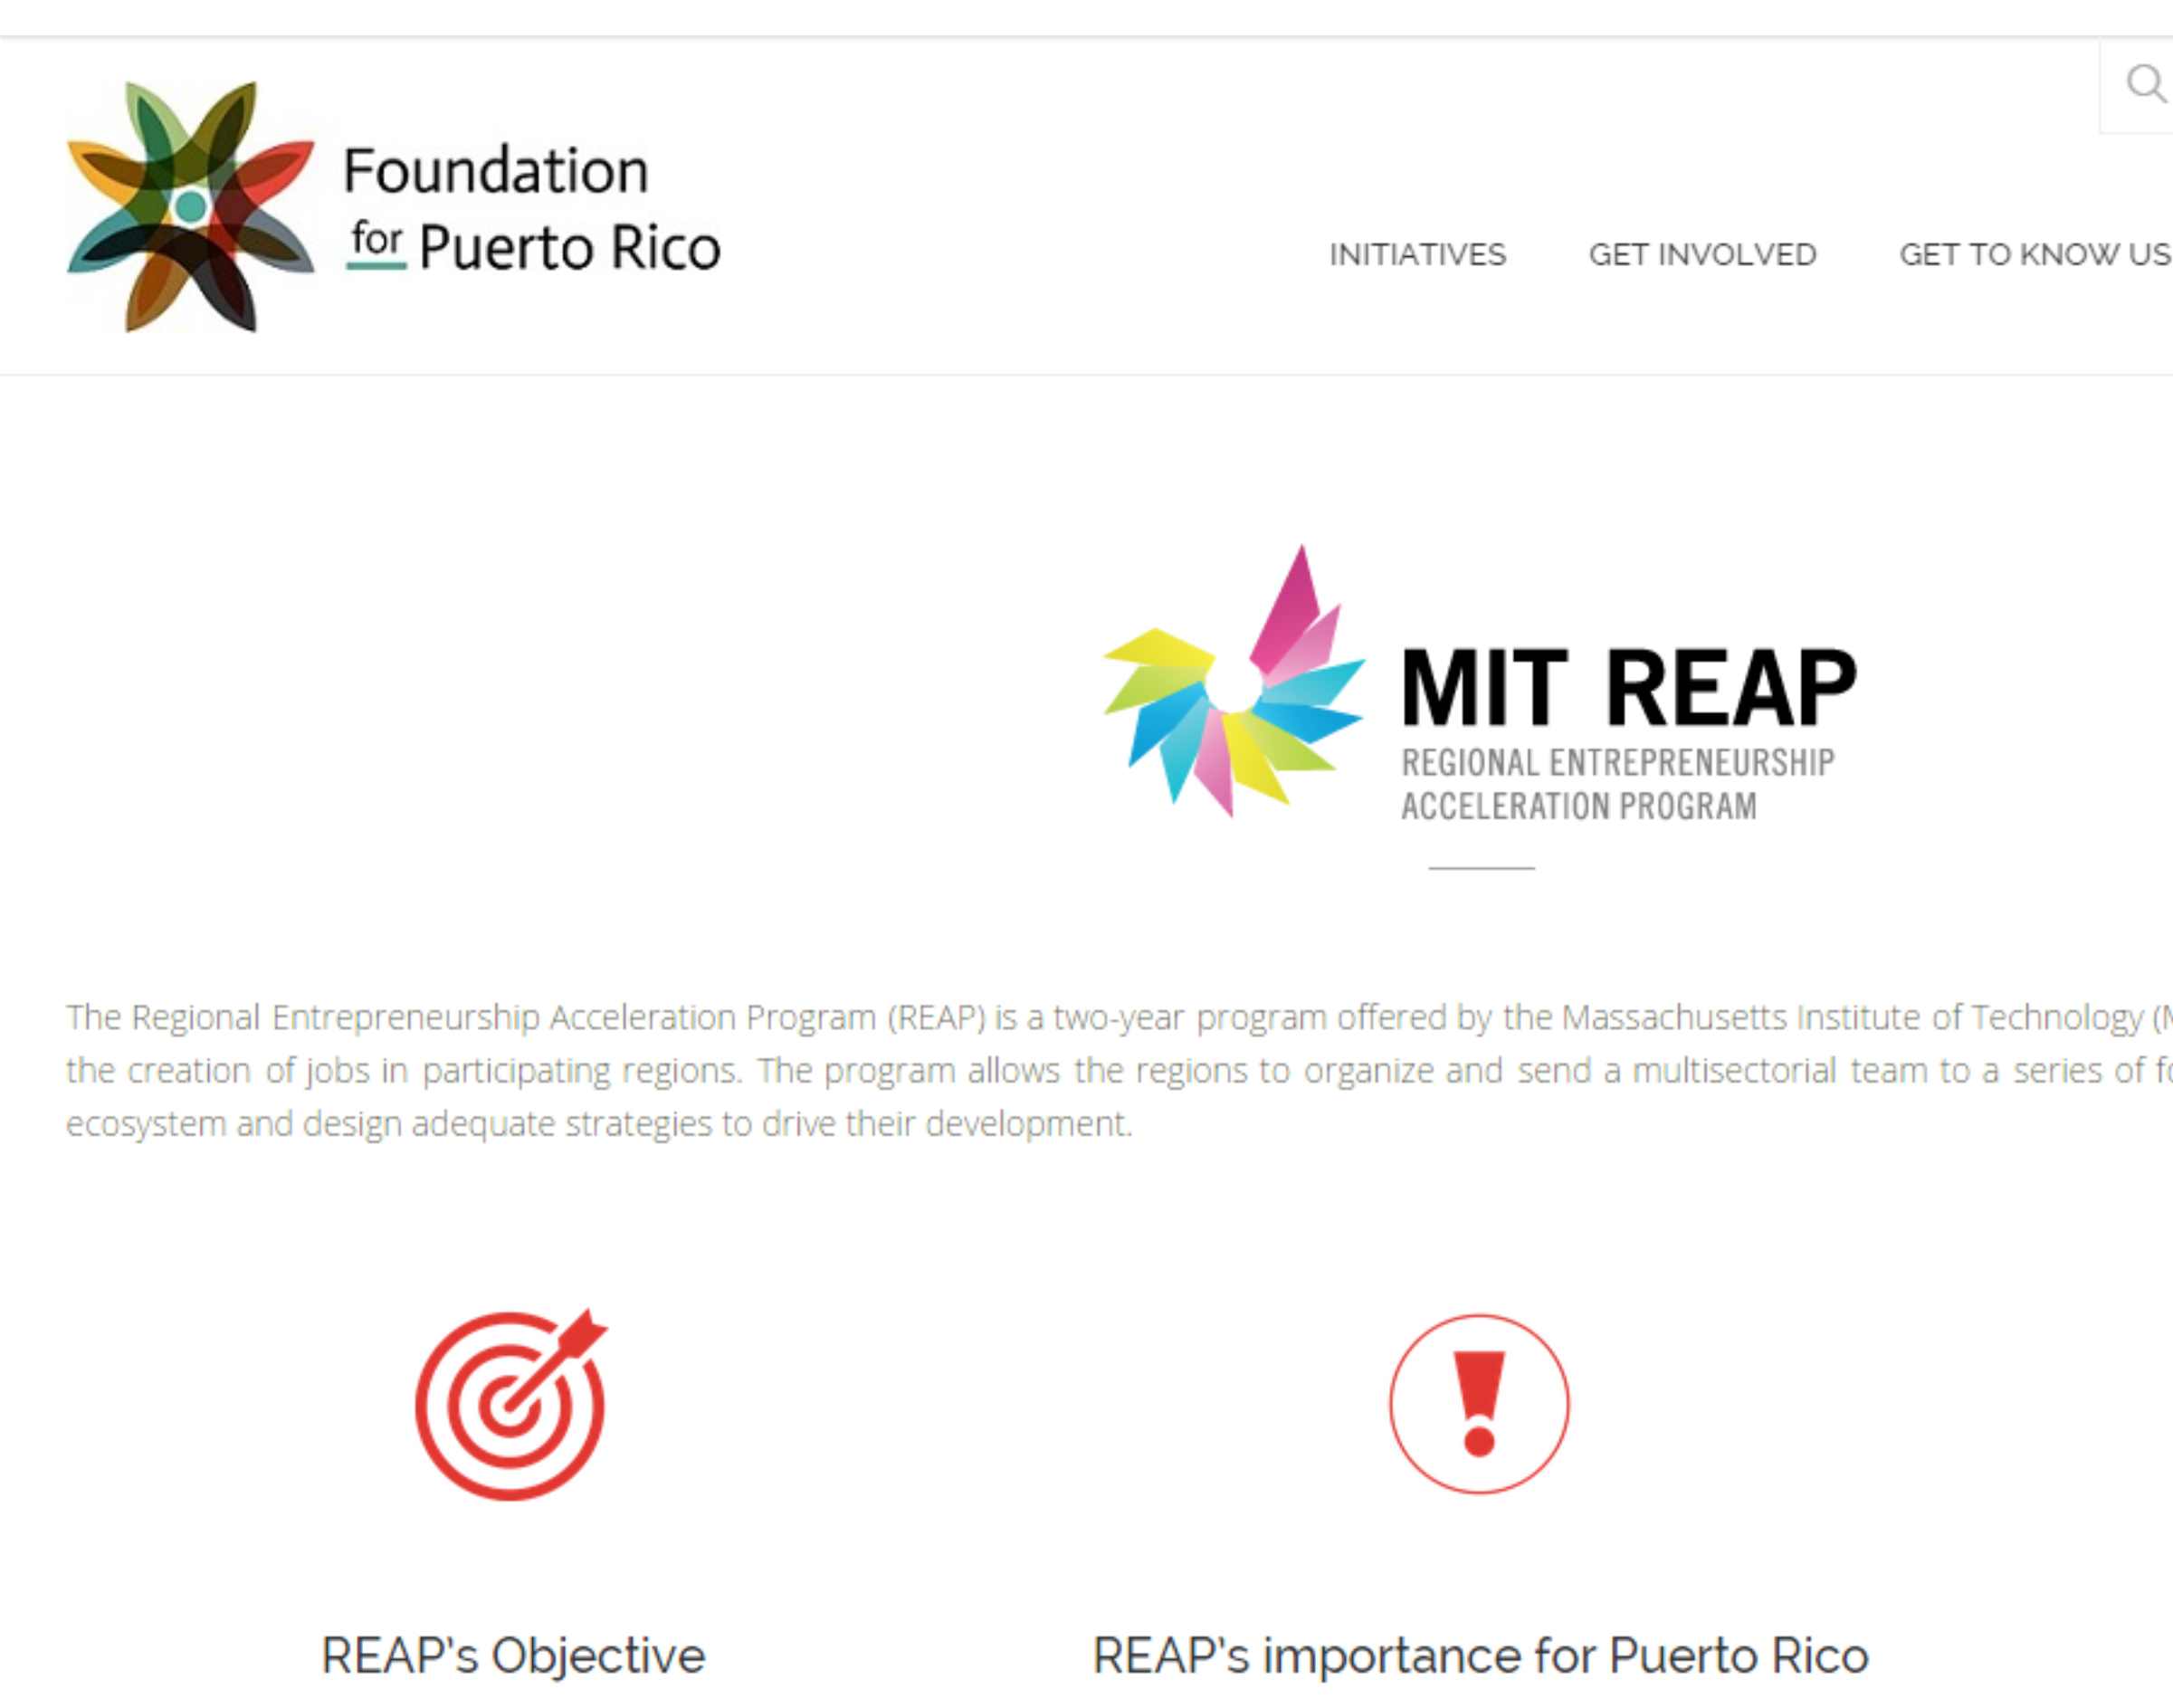 Foundation
for Puerto Rico
INITIATIVES GET INVOLVED GET TO KNOW US
MIT REAP
REGIONAL ENTREPRENEURSHIP
ACCELERATION PROGRAM
The Regional Entrepreneurship Acceleration Program (REAP) is a two-year program offered by the Massachusetts Institute of Technology
the creation of jobs in participating regions. The program allows the regions to organize and send a multisectorial team to a series of
ecosystem and design adequate strategies to drive their development.
REAP's Objective
REAP's importance for Puerto Rico